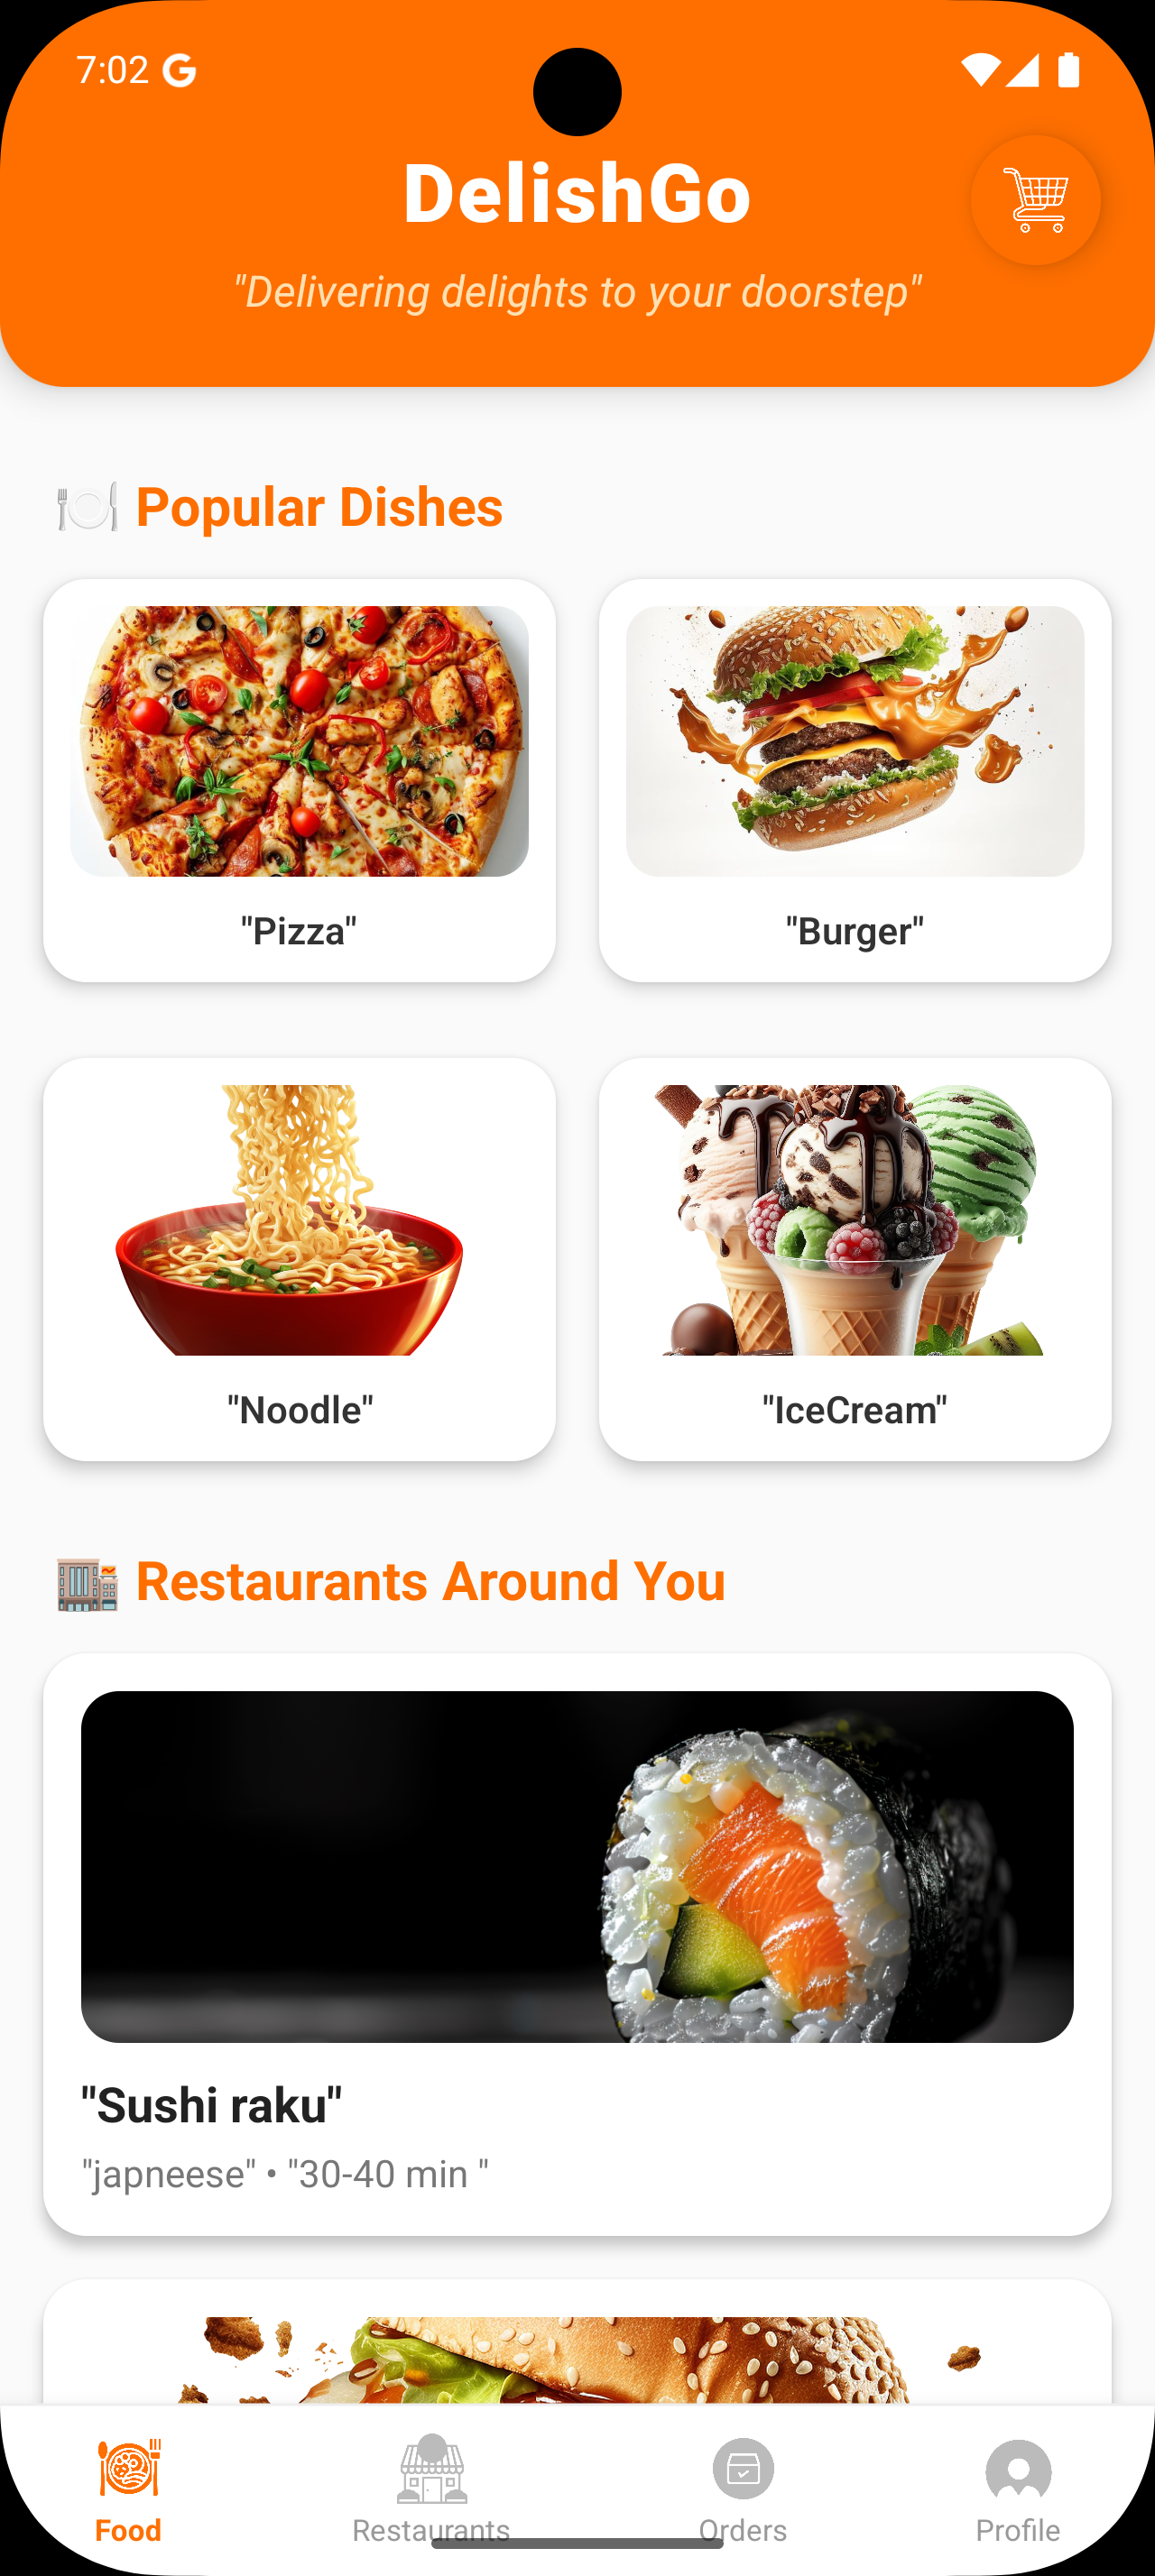 7:02
DelishGo
"Delivering delights to your doorstep"
🍽️ Popular Dishes
"Pizza"
"Burger"
"Noodle"
"IceCream"
🏬 Restaurants Around You
"Sushi raku"
"japneese" • "30-40 min "
Food
Restaurants
Orders
Profile